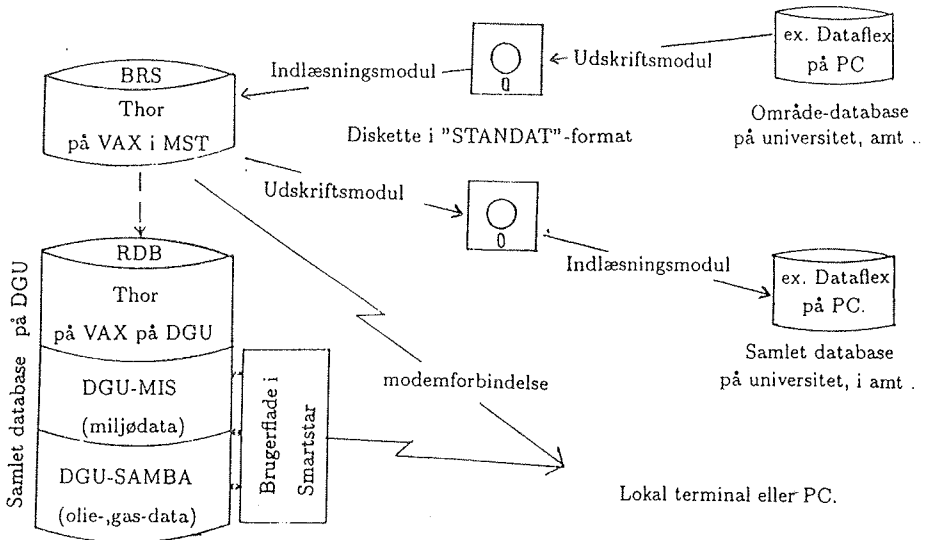 ex. Dataflex
på PC
Udskriftsmodul
Indlæsningsmodul
BRS
Thor
på VAX i MST
Område-database
på universitet, amt ..
Diskette i "STANDAT"-format
Udskriftsmodul
RDB
Thor
på VAX på DGU
Indlæsningsmodul
ex. Dataflex
på PC.
Samlet database på DGU
Samlet database
på universitet, i amt .
DGU-MIS
(miljødata)
modemforbindelse
Brugerflade i
Smartstar
DGU-SAMBA
(olie-,gas-data)
Lokal terminal eller PC.